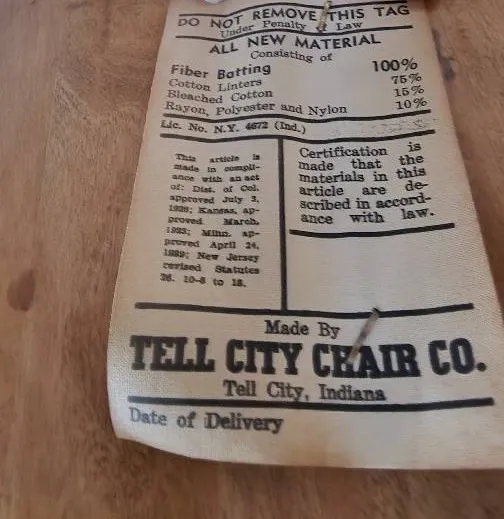 DO NOT REMOVE THIS TAG
Under Penalty of Law
ALL NEW MATERIAL
Consisting of
Fiber Batting 100%
Cotton Linters 75%
Bleached Cotton 15%
Rayon, Polyester and Nylon 10%
Lic. No. N.Y. 4672 (Ind.)
This article is
made in compli-
ance with an act
of: Dist. of Col.
approved July 3,
1926; Kansas, ap-
proved March,
1923; Minn. ap-
proved April 24,
1929; New Jersey
revised Statutes
26. 10-6 to 18.
Certification is
made that the
materials in this
article are de-
scribed in accord-
ance with law.
Made By
TELL CITY CHAIR CO.
Tell City, Indiana
Date of Delivery